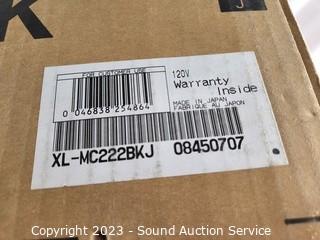 K
J
FOR CUSTOMER USE
120V
Warranty
Inside
0 046838 254864
MADE IN JAPAN
FABRIQUE AU JAPON
XL-MC222BKJ 08450707
Copyright 2023 - Sound Auction Service